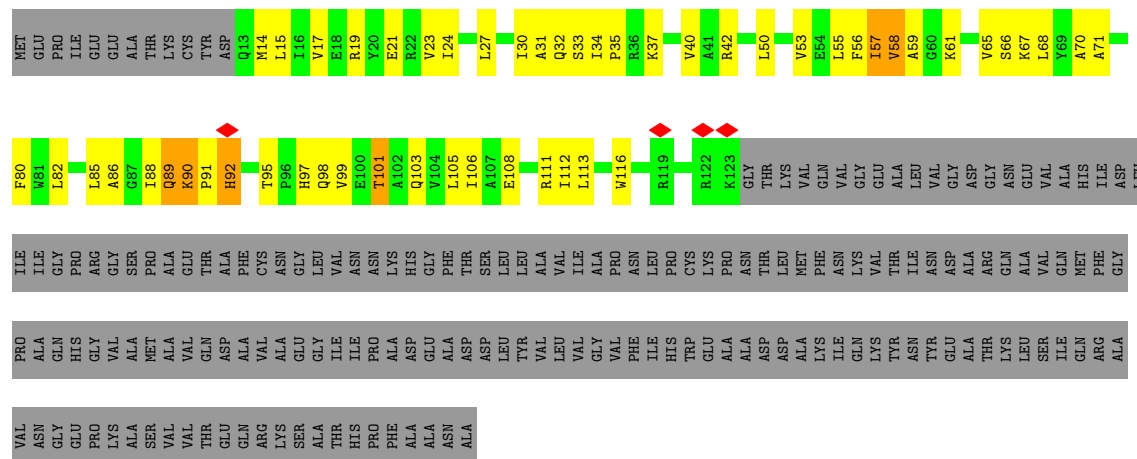 MET GLU PRO ILE GLU GLU ALA THR LYS CYS TYR ASP Q13 M14 L15 I16 V17 E18 R19 Y20 E21 R22 V23 I24 L27 I30 A31 Q32 S33 I34 P35 R36 K37 V40 A41 R42 L50 V53 E54 L55 F56 I57 V58 A59 G60 K61 V65 S66 K67 L68 Y69 A70 A71
F80 W81 L82 L85 A86 G87 I88 Q89 K90 P91 H92 T95 P96 H97 Q98 V99 E100 T101 A102 Q103 V104 L105 I106 A107 E108 R111 I112 L113 W116 R119 R122 K123 GLY THR LYS VAL GLN VAL GLY GLU ALA LEU VAL GLY ASP GLY ASN GLU VAL ALA HIS ILE ASP LEU
ILE ILE GLY PRO ARG GLY SER PRO ALA GLU THR ALA PHE CYS ASN GLY LEU VAL ASN ASN LYS HIS GLY PHE THR SER LEU LEU ALA VAL ILE ALA PRO ASN LEU PRO CYS LYS PRO ASN THR LEU MET PHE ASN LYS VAL THR ILE ASN ASP ALA ARG GLN ALA VAL GLN MET PHE GLY
PRO ALA GLN HIS GLY VAL ALA MET ALA VAL GLN ASP ALA VAL ALA GLU GLY ILE ILE PRO ALA ASP GLU ALA ASP ASP LEU TYR VAL LEU VAL GLY VAL PHE ILE HIS TRP GLU ALA ALA ASP ASP ALA LYS ILE GLN LYS TYR ASN TYR GLU ALA THR LYS LEU SER ILE GLN ARG ALA
VAL ASN GLY GLU PRO LYS ALA SER VAL VAL THR GLU GLN ARG LYS SER ALA THR HIS PRO PHE ALA ALA ASN ALA